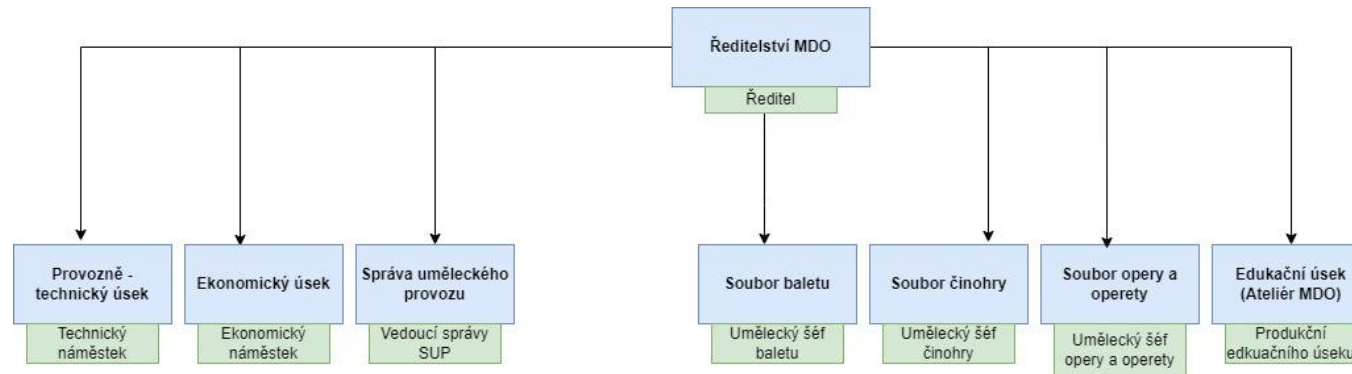 Ředitelství MDO
Ředitel
Provozně -
technický úsek
Technický
náměstek
Ekonomický úsek
Ekonomický
náměstek
Správa uměleckého
provozu
Vedoucí správy
SUP
Soubor baletu
Umělecký šéf
baletu
Soubor činohry
Umělecký šéf
činohry
Soubor opery a
operety
Umělecký šéf
opery a operety
Edukační úsek
(Ateliér MDO)
Produkční
edkuačního úseku